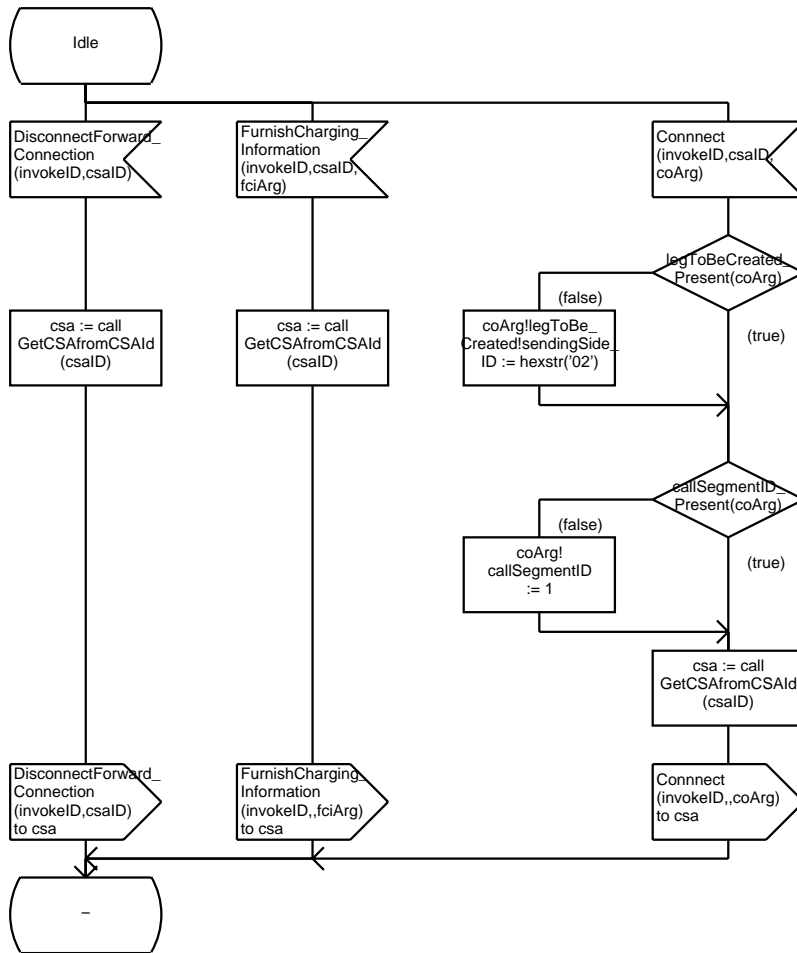 Idle
DisconnectForward_
Connection
(invokeID,csaID)
FurnishCharging_
Information
(invokeID,csaID,
fciArg)
Connnect
(invokeID,csaID,
coArg)
legToBeCreated_
Present(coArg)
(false)
(true)
csa := call
GetCSAfromCSAId
(csaID)
csa := call
GetCSAfromCSAId
(csaID)
coArg!legToBe_
Created!sendingSide_
ID := hexstr('02')
callSegmentID_
Present(coArg)
(false)
(true)
coArg!
callSegmentID
:= 1
csa := call
GetCSAfromCSAId
(csaID)
DisconnectForward_
Connection
(invokeID,csaID)
to csa
FurnishCharging_
Information
(invokeID,,fciArg)
to csa
Connnect
(invokeID,,coArg)
to csa
–